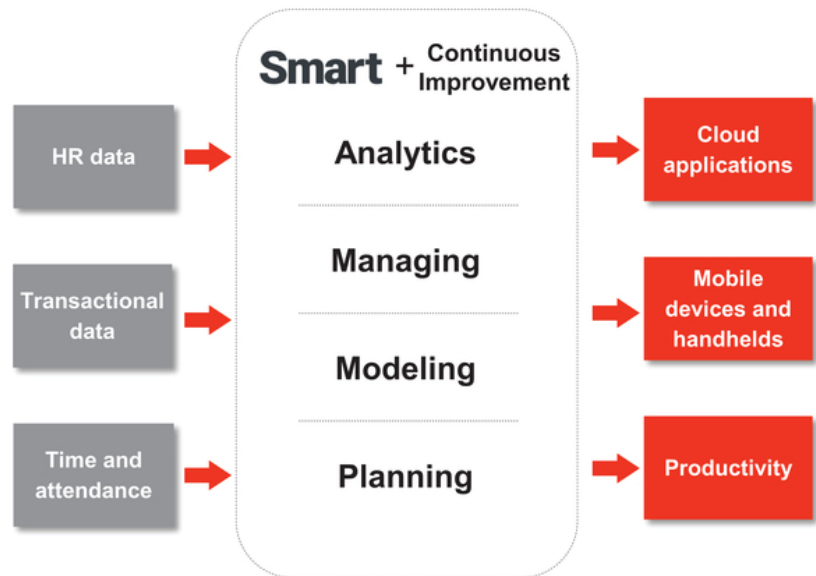 Smart + Continuous
Improvement
HR data
Analytics
Cloud
applications
Managing
Transactional
data
Mobile
devices and
handhelds
Modeling
Time and
attendance
Planning
Productivity